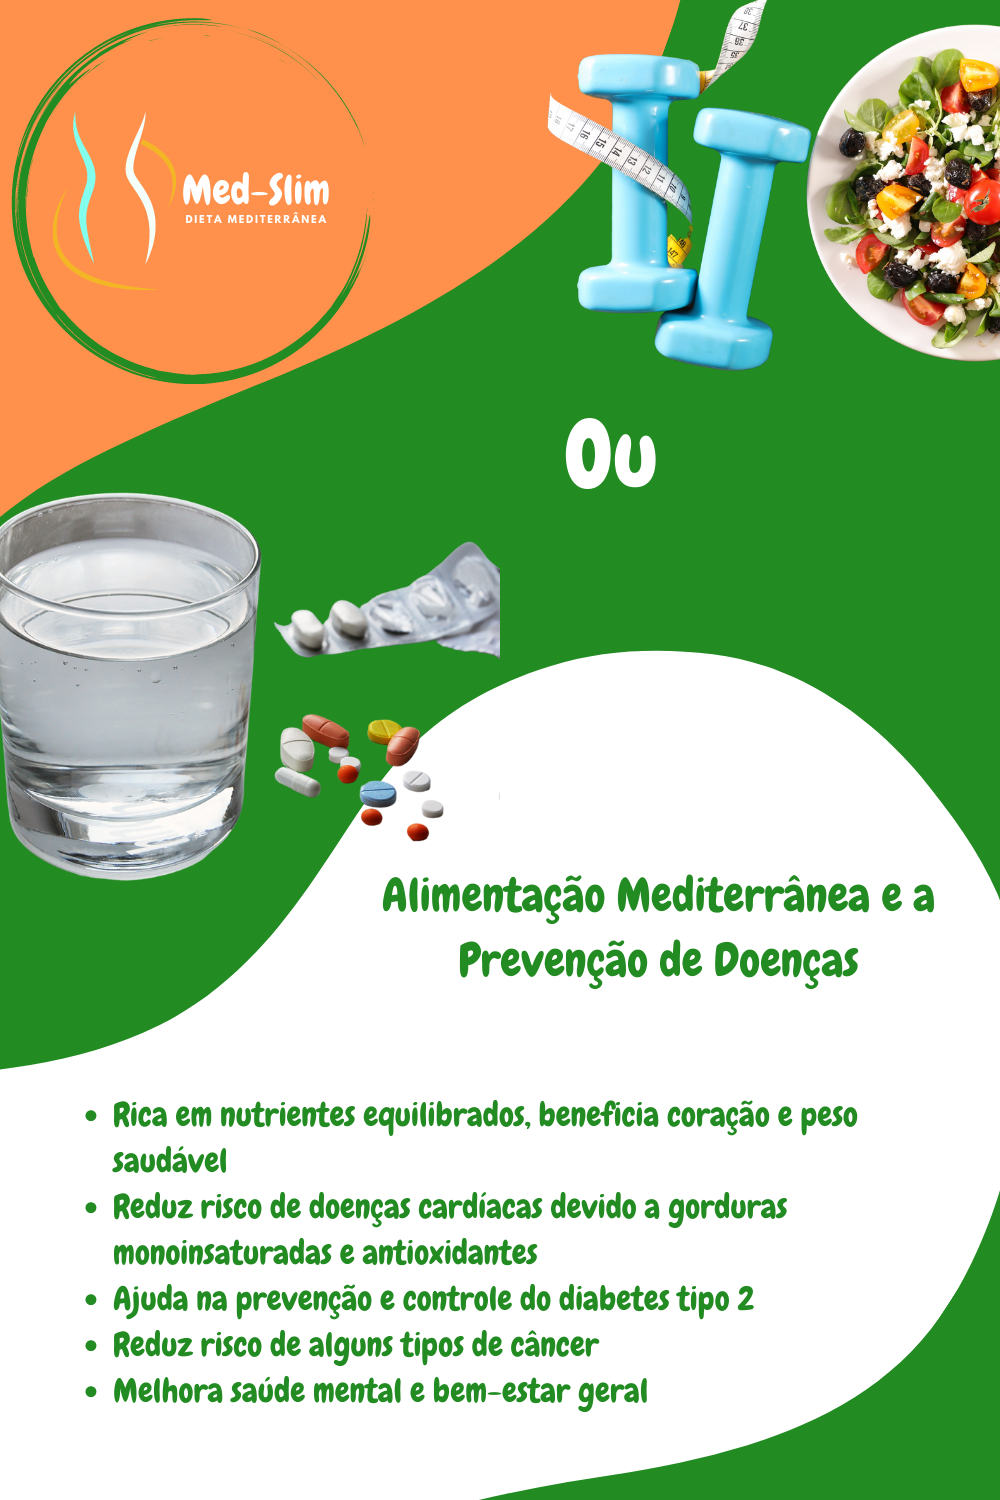 Med-Slim
DIETA MEDITERRÂNEA
Ou
Alimentação Mediterrânea e a
Prevenção de Doenças
• Rica em nutrientes equilibrados, beneficia coração e peso
saudável
• Reduz risco de doenças cardíacas devido a gorduras
monoinsaturadas e antioxidantes
• Ajuda na prevenção e controle do diabetes tipo 2
• Reduz risco de alguns tipos de câncer
• Melhora saúde mental e bem-estar geral